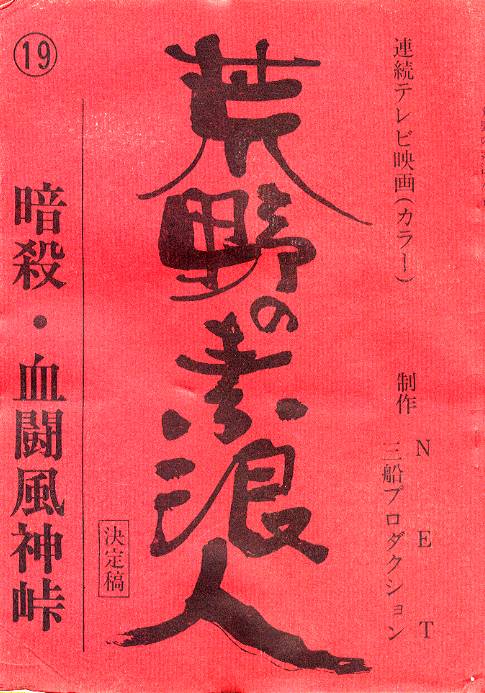 連続テレビ映画(カラー)
制作 NET
三船プロダクション
荒野の素浪人
決定稿
⑲
暗殺・血闘風神峠